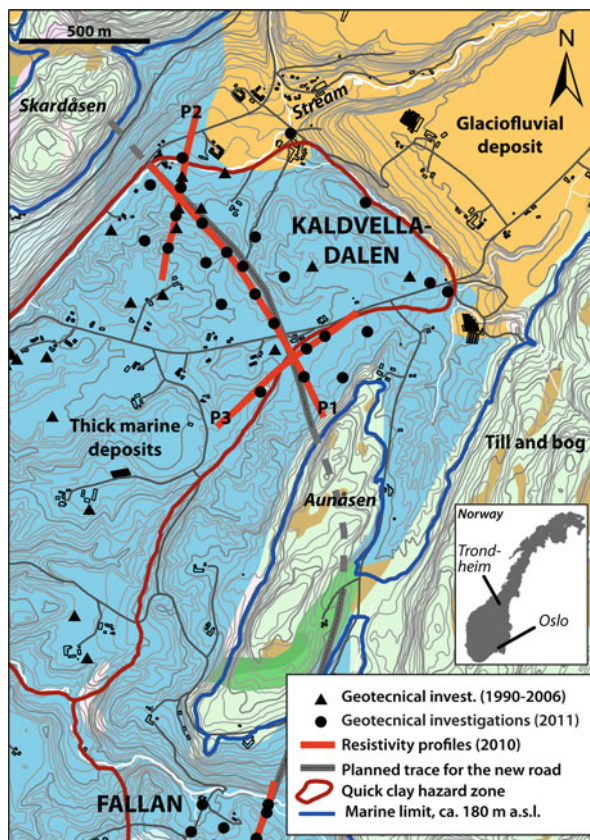 500 m
N
Skardåsen
P2
Stream
Glaciofluvial
deposit
KALDVELLA-
DALEN
P3
P1
Thick marine
deposits
Till and bog
Aunåsen
Norway
Trond-
heim
Oslo
FALLAN
Geotecnical invest. (1990-2006)
Geotecnical investigations (2011)
Resistivity profiles (2010)
Planned trace for the new road
Quick clay hazard zone
Marine limit, ca. 180 m a.s.l.